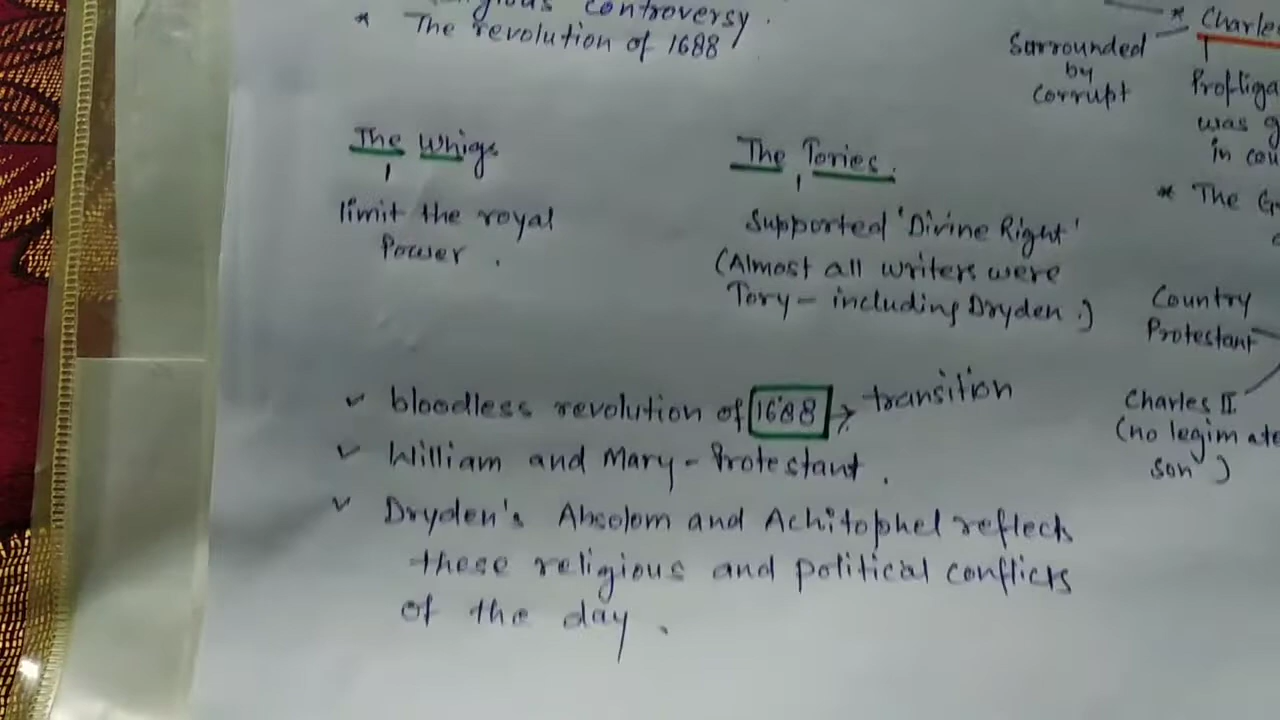 controversy.
* The revolution of 1688
The Whigs
limit the royal
Power.
The Tories.
Supported 'Divine Right'
(Almost all writers were
Tory - including Dryden.)
✓ bloodless revolution of 1688 → transition
✓ William and Mary - Protestant.
✓ Dryden's Absolom and Achitophel reflects
these religious and political conflicts
of the day.
* Charle
Surrounded
by
Corrupt
Profliga
was g
in cou
* The G
Country
Protestant
Charles II.
(no legimate
son)